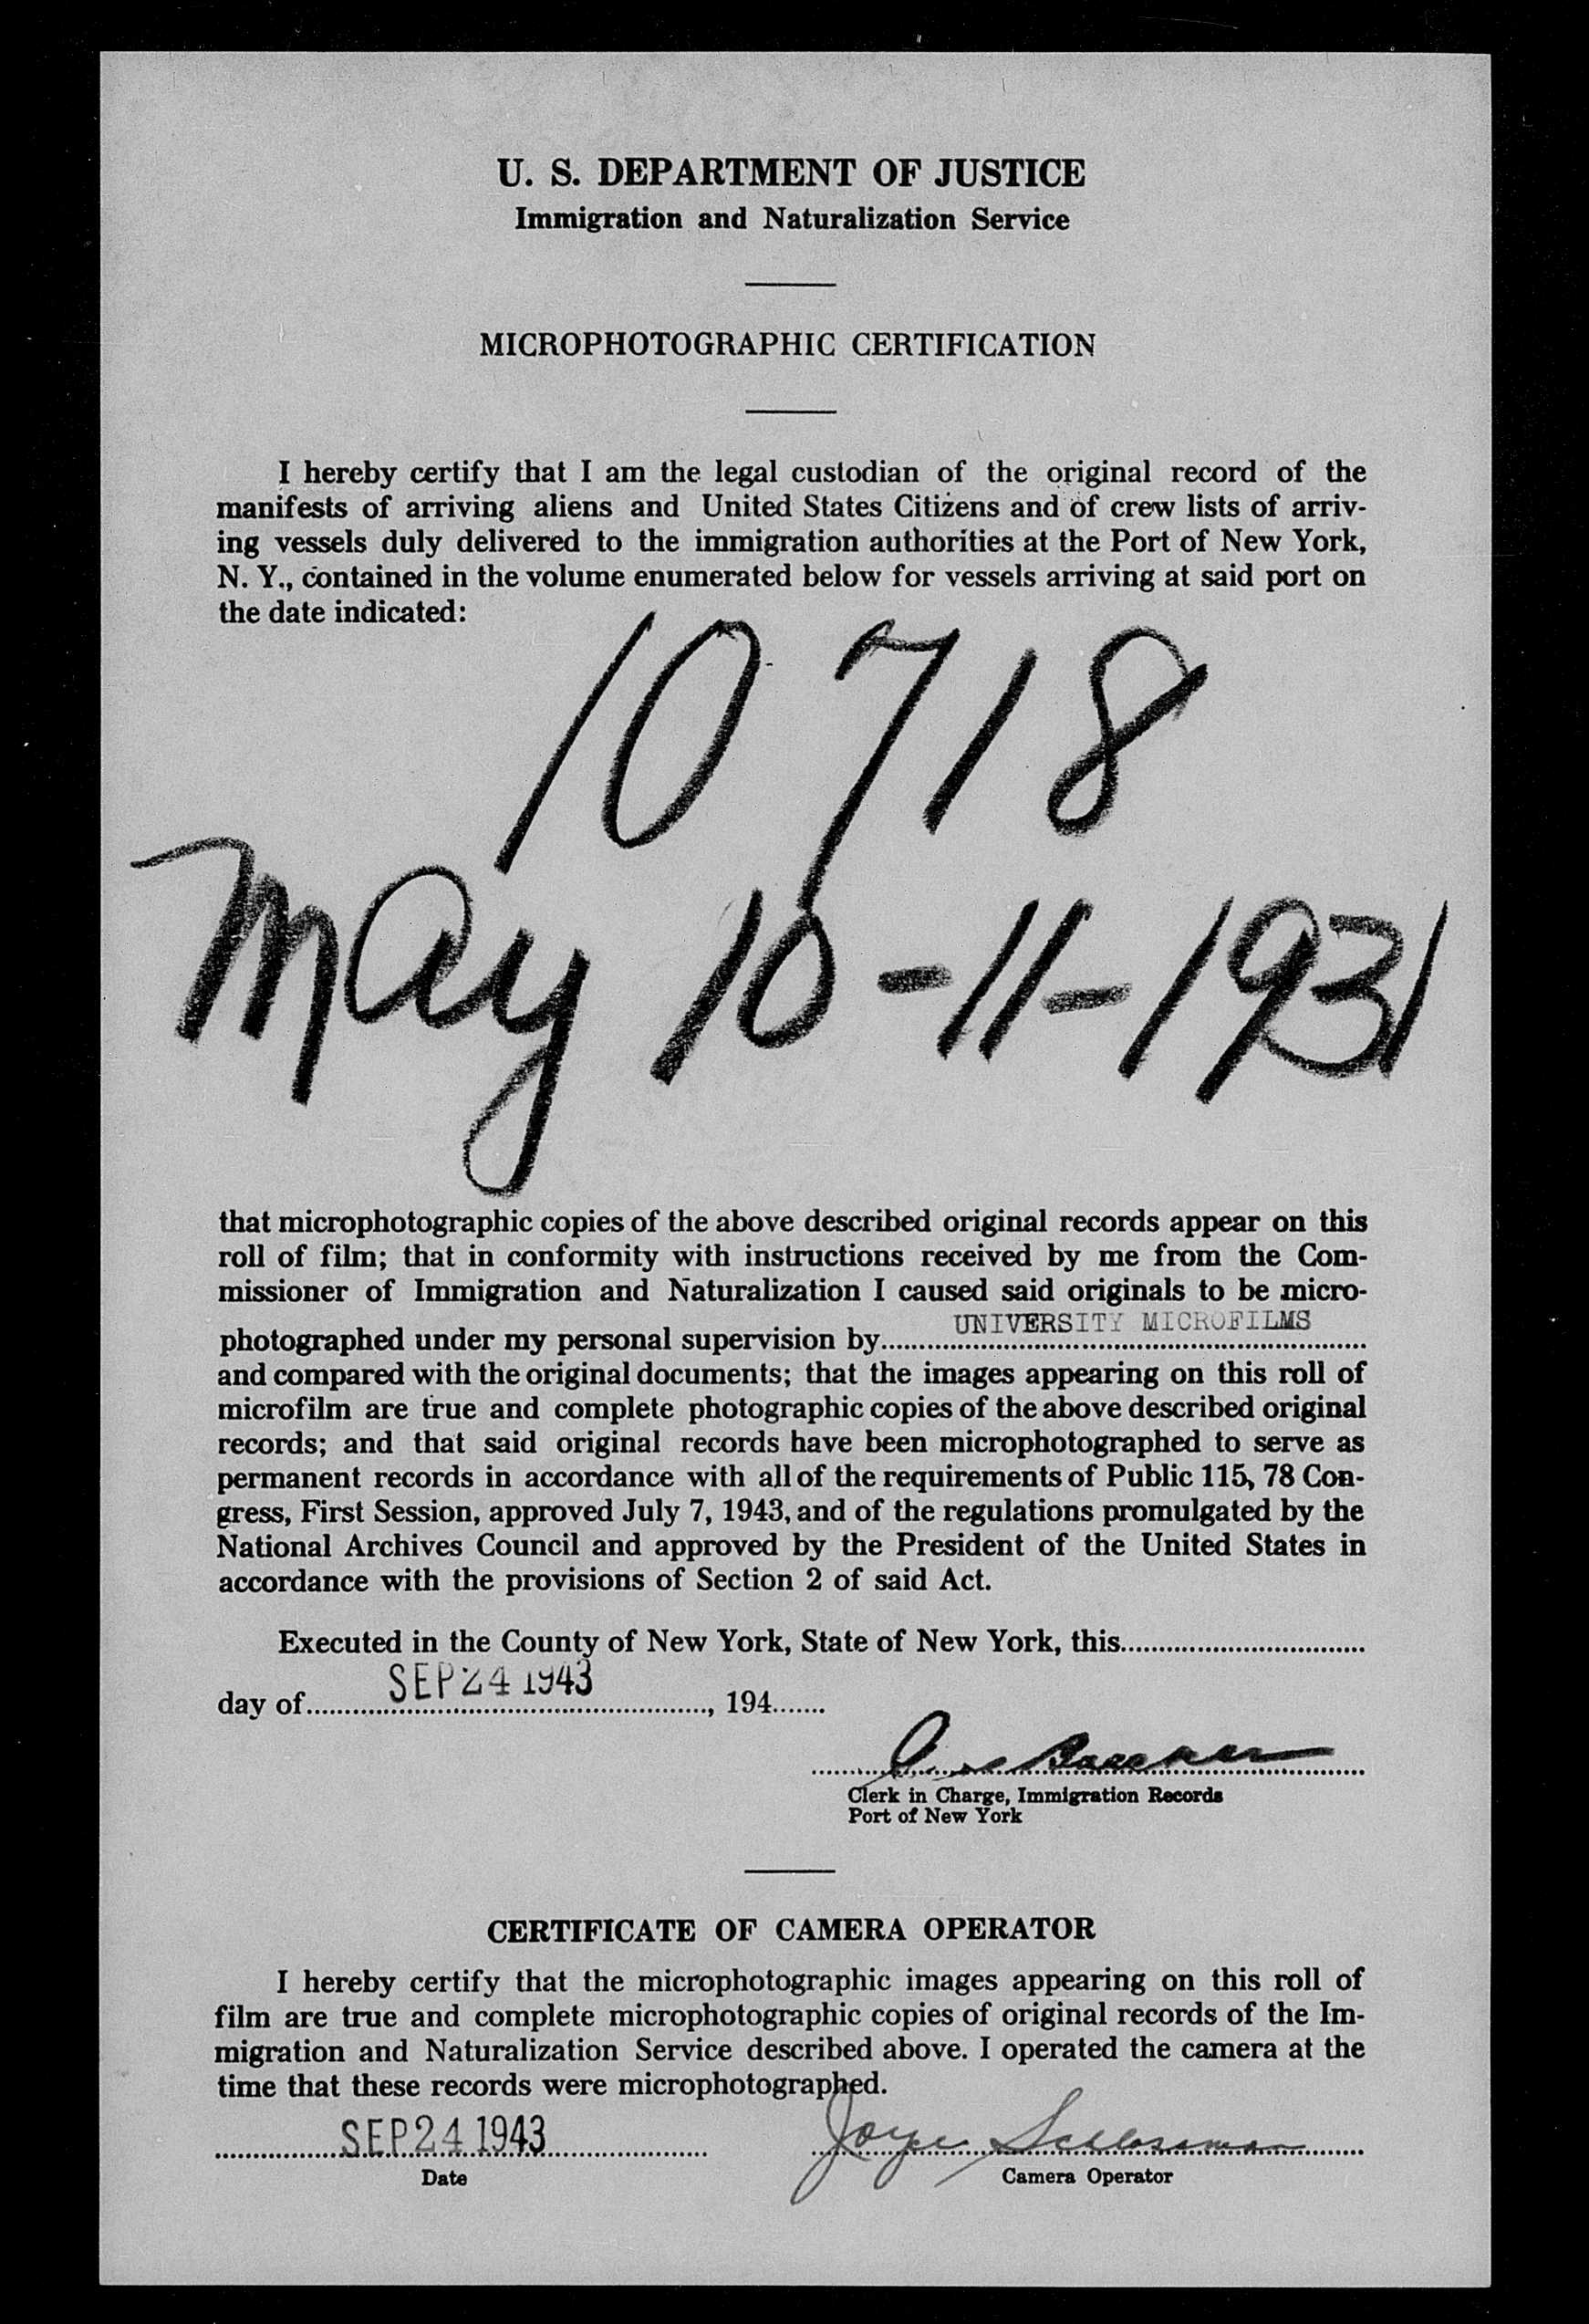 U. S. DEPARTMENT OF JUSTICE
Immigration and Naturalization Service
MICROPHOTOGRAPHIC CERTIFICATION
I hereby certify that I am the legal custodian of the original record of the
manifests of arriving aliens and United States Citizens and of crew lists of arriv-
ing vessels duly delivered to the immigration authorities at the Port of New York,
N. Y., contained in the volume enumerated below for vessels arriving at said port on
the date indicated:
10718
May 10-11-1931
that microphotographic copies of the above described original records appear on this
roll of film; that in conformity with instructions received by me from the Com-
missioner of Immigration and Naturalization I caused said originals to be micro-
photographed under my personal supervision by UNIVERSITY MICROFILMS
and compared with the original documents; that the images appearing on this roll of
microfilm are true and complete photographic copies of the above described original
records; and that said original records have been microphotographed to serve as
permanent records in accordance with all of the requirements of Public 115, 78 Con-
gress, First Session, approved July 7, 1943, and of the regulations promulgated by the
National Archives Council and approved by the President of the United States in
accordance with the provisions of Section 2 of said Act.
Executed in the County of New York, State of New York, this
day of SEP 24 1943, 194
Clerk in Charge, Immigration Records
Port of New York
CERTIFICATE OF CAMERA OPERATOR
I hereby certify that the microphotographic images appearing on this roll of
film are true and complete microphotographic copies of original records of the Im-
migration and Naturalization Service described above. I operated the camera at the
time that these records were microphotographed.
SEP 24 1943
Date
Camera Operator